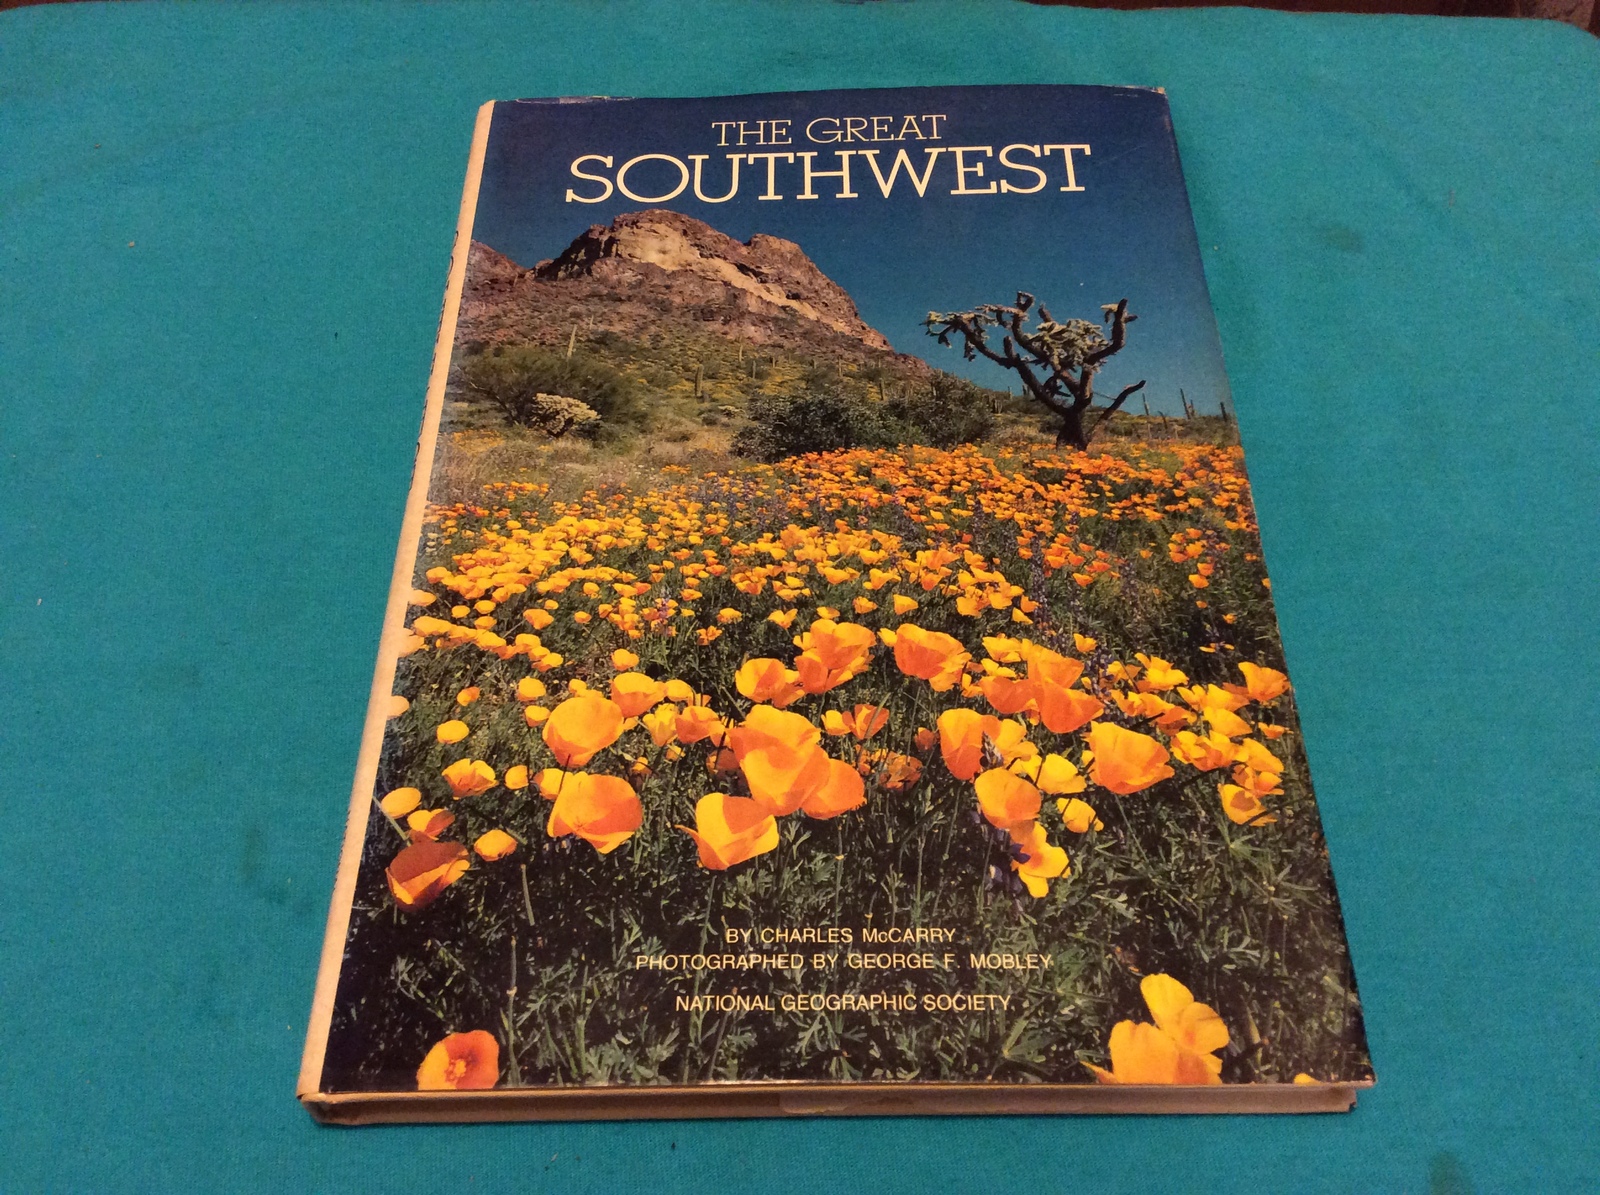 THE GREAT
SOUTHWEST
BY CHARLES McCARRY
PHOTOGRAPHED BY GEORGE F. MOBLEY
NATIONAL GEOGRAPHIC SOCIETY